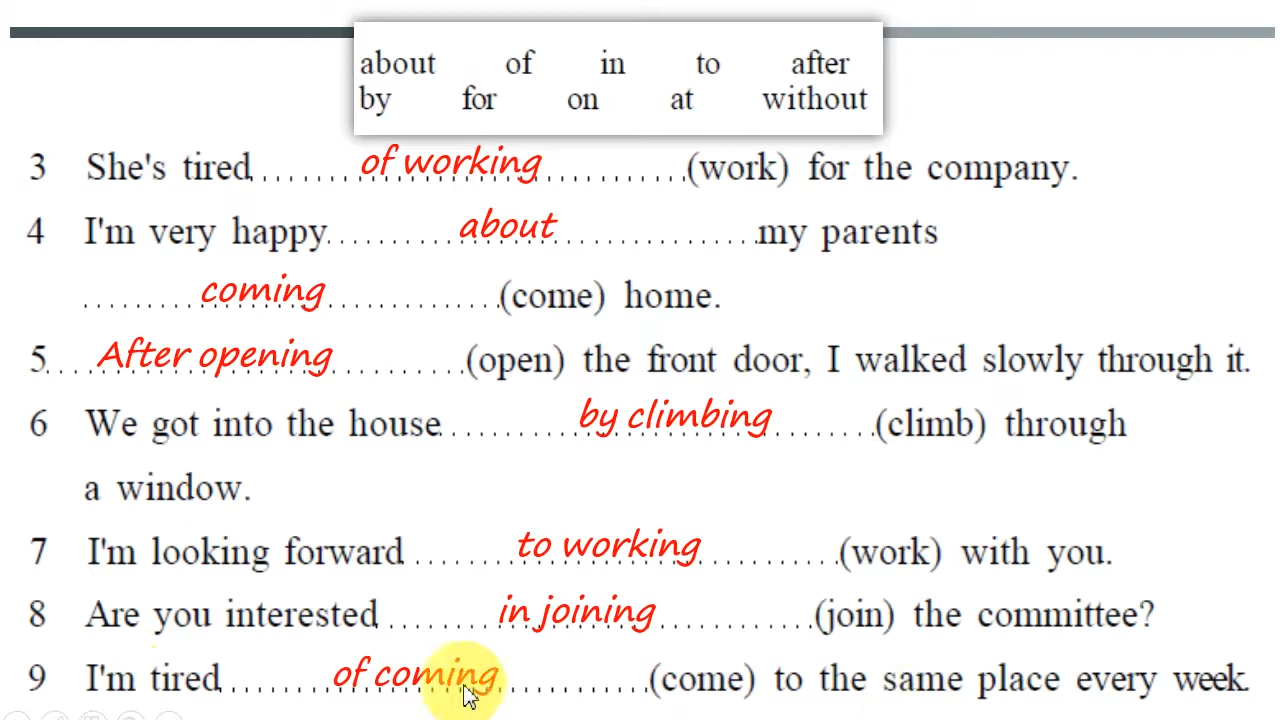 about of in to after
by for on at without
3 She's tired of working (work) for the company.
4 I'm very happy about my parents
coming (come) home.
5 After opening (open) the front door, I walked slowly through it.
6 We got into the house by climbing (climb) through
a window.
7 I'm looking forward to working (work) with you.
8 Are you interested in joining (join) the committee?
9 I'm tired of coming (come) to the same place every week.